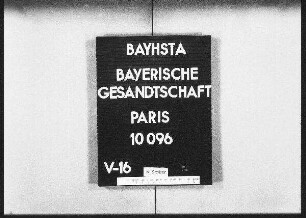 BAYHSTA
BAYERISCHE
GESANDTSCHAFT
PARIS
10 096
V-16